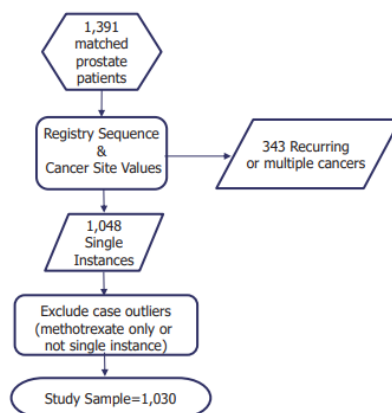 1,391
matched
prostate
patients
Registry Sequence
&
Cancer Site Values
343 Recurring
or multiple cancers
1,048
Single
Instances
Exclude case outliers
(methotrexate only or
not single instance)
Study Sample=1,030